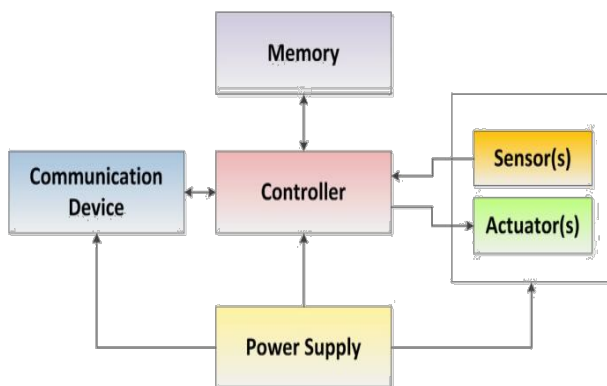 Memory
Communication
Device
Controller
Sensor(s)
Actuator(s)
Power Supply